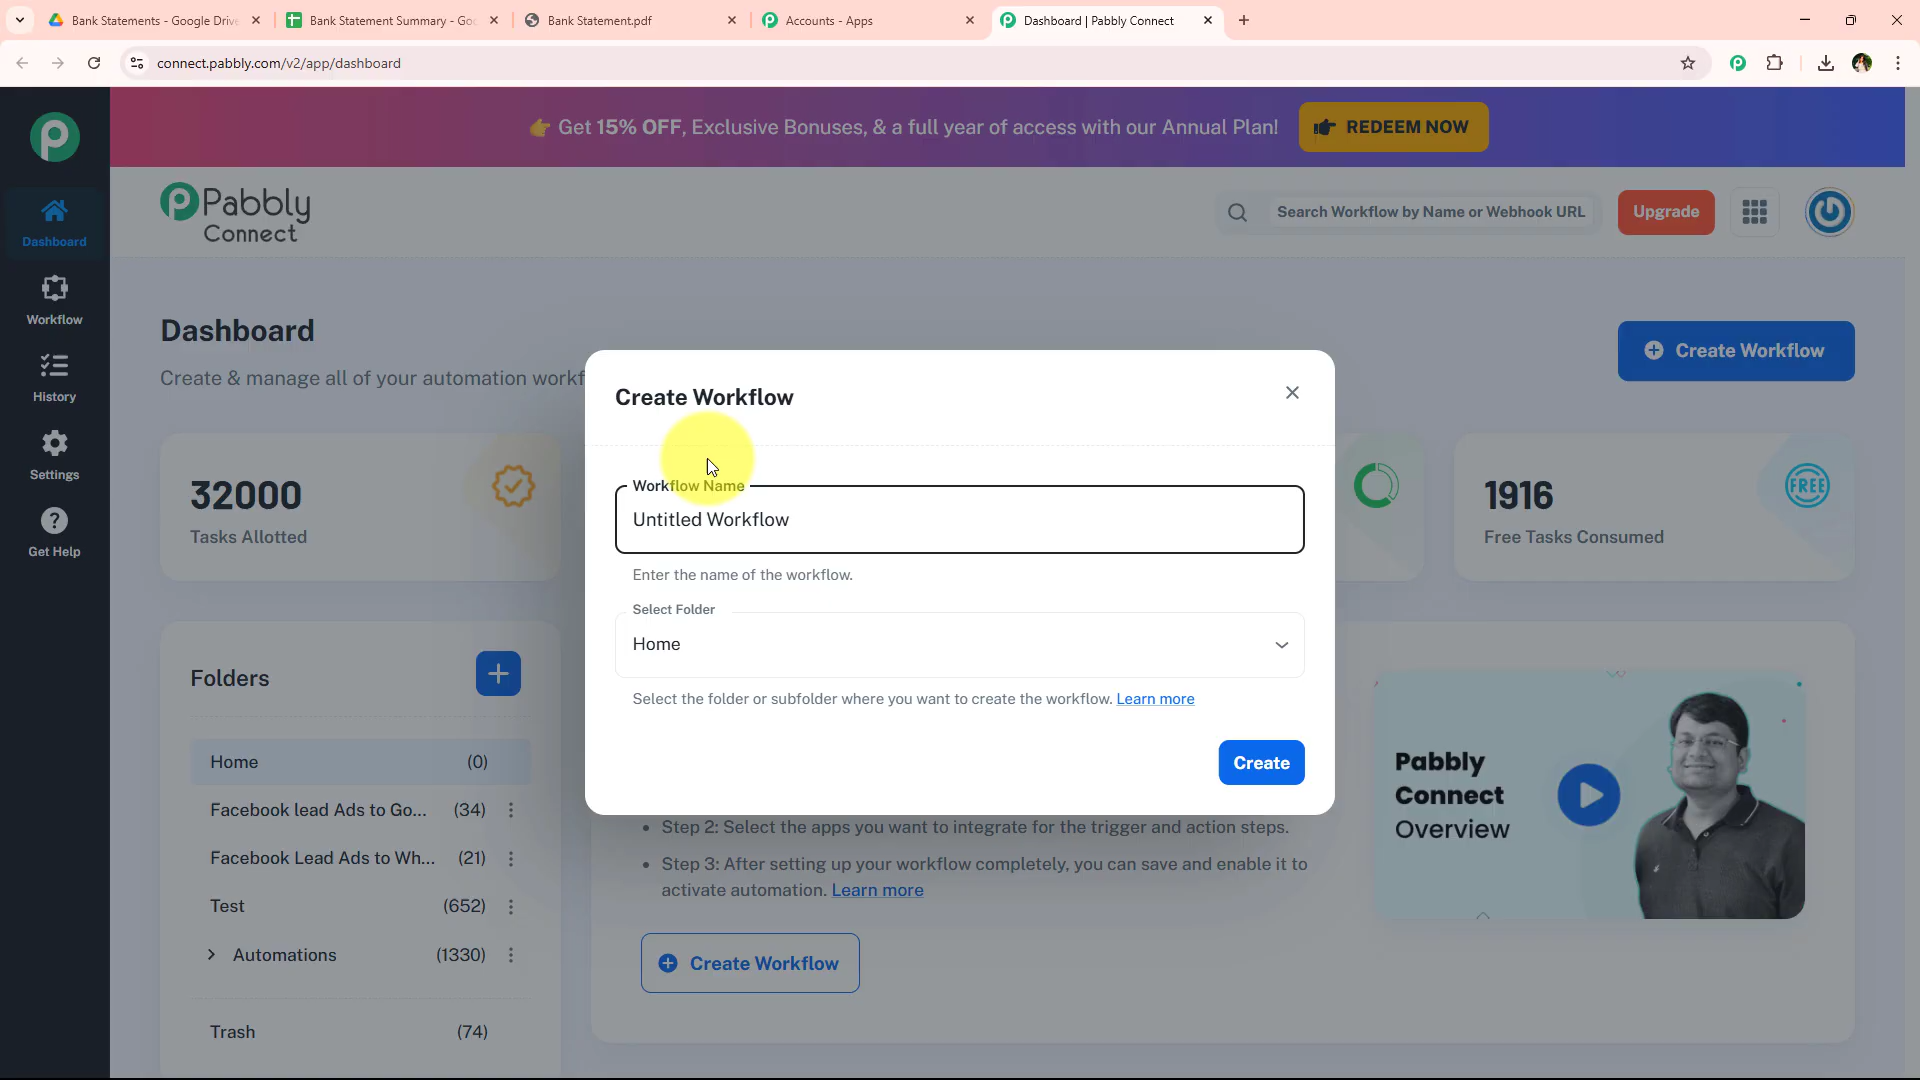 Bank Statements - Google Drive
Bank Statement Summary - Goo
Bank Statement.pdf
Accounts - Apps
Dashboard | Pabbly Connect
connect.pabbly.com/v2/app/dashboard
👉 Get 15% OFF, Exclusive Bonuses, & a full year of access with our Annual Plan!
REDEEM NOW
Pabbly
Connect
Search Workflow by Name or Webhook URL
Upgrade
Dashboard
Workflow
History
Settings
Get Help
Dashboard
Create & manage all of your automation workf
Create Workflow
32000
Tasks Allotted
1916
Free Tasks Consumed
FREE
Create Workflow
Workflow Name
Untitled Workflow
Enter the name of the workflow.
Select Folder
Home
Select the folder or subfolder where you want to create the workflow. Learn more
Create
Folders
Home (0)
Facebook lead Ads to Go... (34)
Facebook Lead Ads to Wh... (21)
Test (652)
Automations (1330)
Trash (74)
• Step 2: Select the apps you want to integrate for the trigger and action steps.
• Step 3: After setting up your workflow completely, you can save and enable it to
activate automation. Learn more
Create Workflow
Pabbly
Connect
Overview